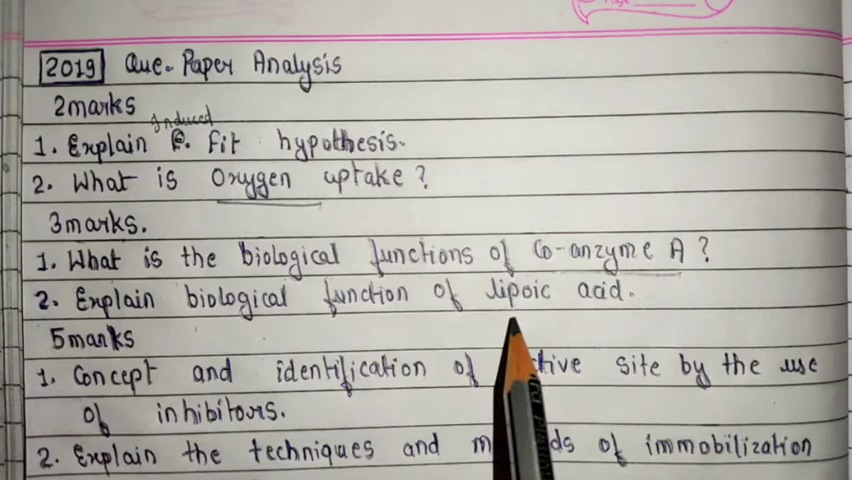 2019 Que. Paper Analysis
2marks
Induced
1. Explain fit hypothesis.
2. What is Oxygen uptake?
3marks.
1. What is the biological functions of Co-anzyme A?
2. Explain biological function of lipoic acid.
5marks
1. Concept and identification of tive site by the use
of inhibitors.
2. Explain the techniques and m ds of immobilization